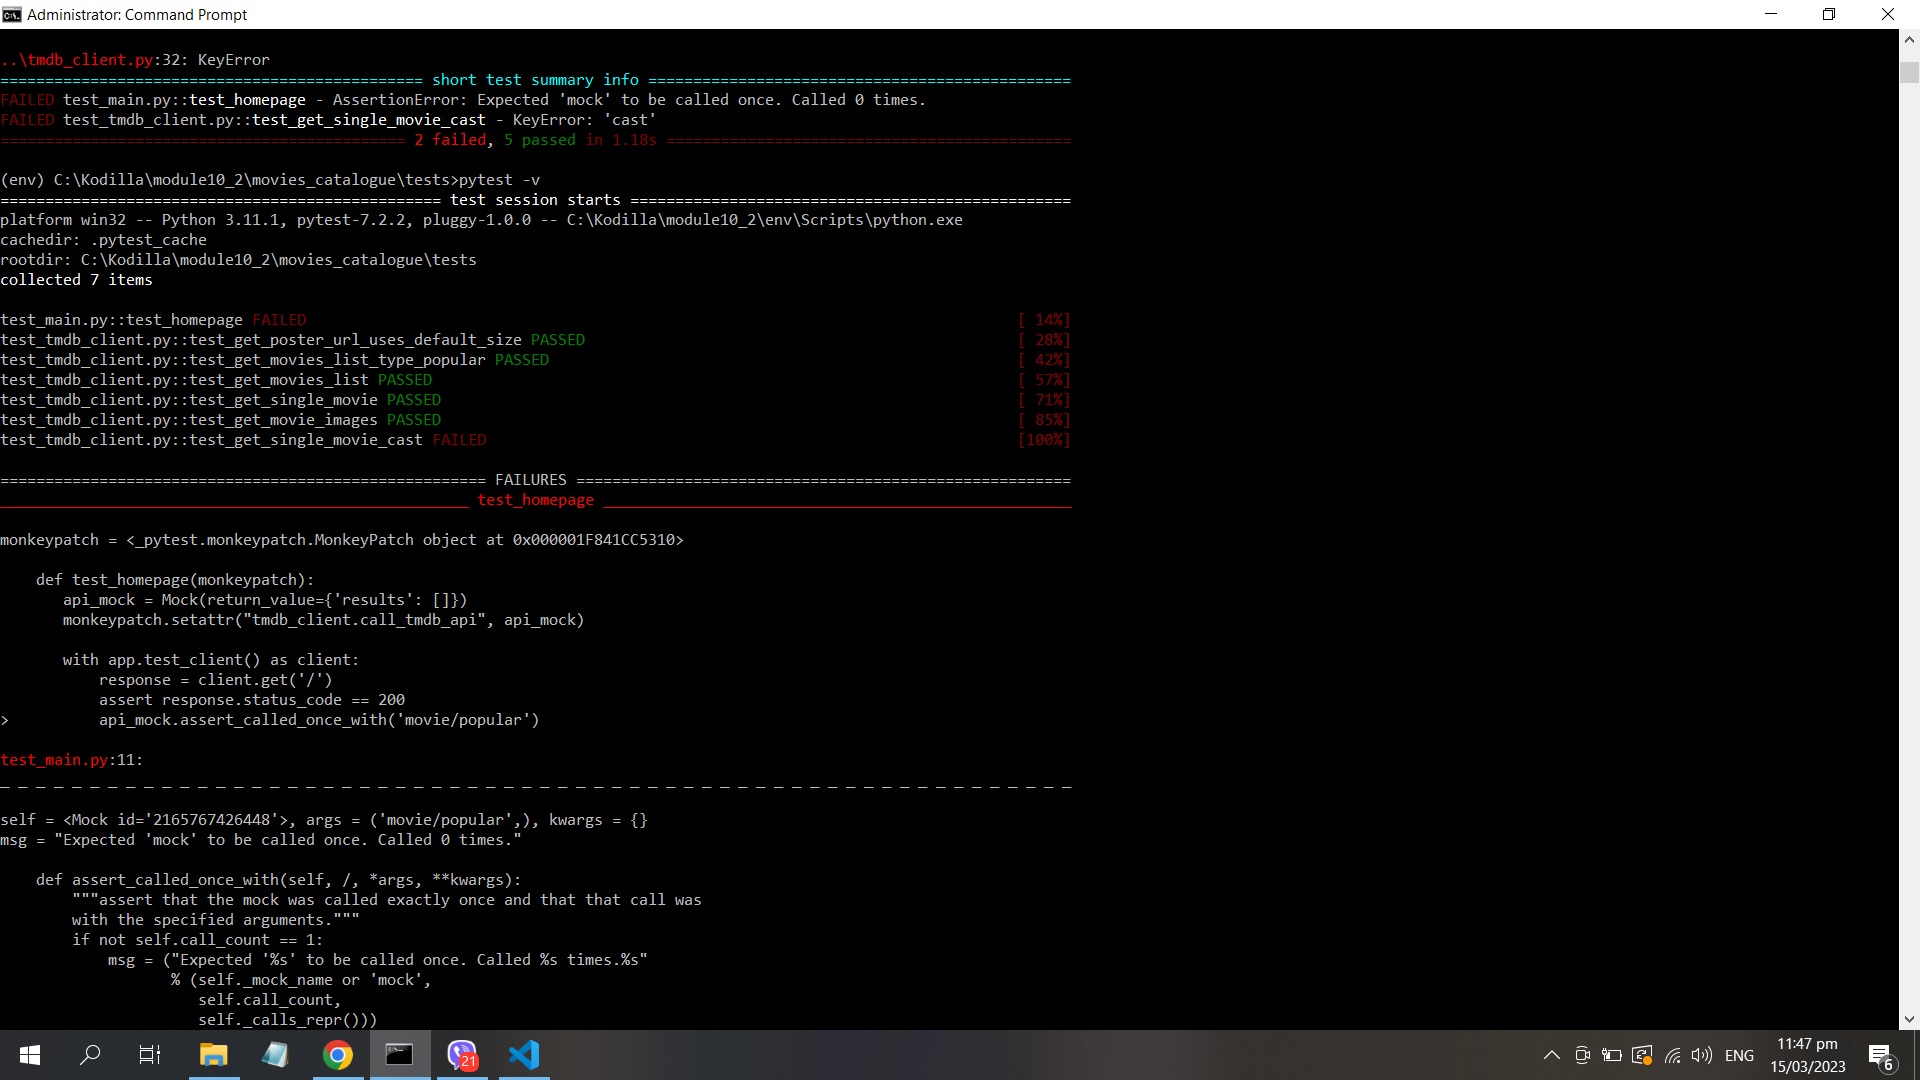 Administrator: Command Prompt
..\tmdb_client.py:32: KeyError
=============================================== short test summary info ===============================================
FAILED test_main.py::test_homepage - AssertionError: Expected 'mock' to be called once. Called 0 times.
FAILED test_tmdb_client.py::test_get_single_movie_cast - KeyError: 'cast'
============================================= 2 failed, 5 passed in 1.18s =============================================
(env) C:\Kodilla\module10_2\movies_catalogue\tests>pytest -v
================================================= test session starts =================================================
platform win32 -- Python 3.11.1, pytest-7.2.2, pluggy-1.0.0 -- C:\Kodilla\module10_2\env\Scripts\python.exe
cachedir: .pytest_cache
rootdir: C:\Kodilla\module10_2\movies_catalogue\tests
collected 7 items
test_main.py::test_homepage FAILED [ 14%]
test_tmdb_client.py::test_get_poster_url_uses_default_size PASSED [ 28%]
test_tmdb_client.py::test_get_movies_list_type_popular PASSED [ 42%]
test_tmdb_client.py::test_get_movies_list PASSED [ 57%]
test_tmdb_client.py::test_get_single_movie PASSED [ 71%]
test_tmdb_client.py::test_get_movie_images PASSED [ 85%]
test_tmdb_client.py::test_get_single_movie_cast FAILED [100%]
====================================================== FAILURES =======================================================
____________________________________________________ test_homepage ____________________________________________________
monkeypatch = <_pytest.monkeypatch.MonkeyPatch object at 0x000001F841CC5310>
    def test_homepage(monkeypatch):
       api_mock = Mock(return_value={'results': []})
       monkeypatch.setattr("tmdb_client.call_tmdb_api", api_mock)
       with app.test_client() as client:
           response = client.get('/')
           assert response.status_code == 200
>          api_mock.assert_called_once_with('movie/popular')
test_main.py:11:
_ _ _ _ _ _ _ _ _ _ _ _ _ _ _ _ _ _ _ _ _ _ _ _ _ _ _ _ _ _ _ _ _ _ _ _ _ _ _ _ _ _ _ _ _ _ _ _ _ _ _ _ _ _ _ _ _ _ _ _
self = <Mock id='2165767426448'>, args = ('movie/popular',), kwargs = {}
msg = "Expected 'mock' to be called once. Called 0 times."
    def assert_called_once_with(self, /, *args, **kwargs):
        """assert that the mock was called exactly once and that that call was
        with the specified arguments."""
        if not self.call_count == 1:
            msg = ("Expected '%s' to be called once. Called %s times.%s"
                   % (self._mock_name or 'mock',
                      self.call_count,
                      self._calls_repr()))
21
ENG
11:47 pm
15/03/2023
6